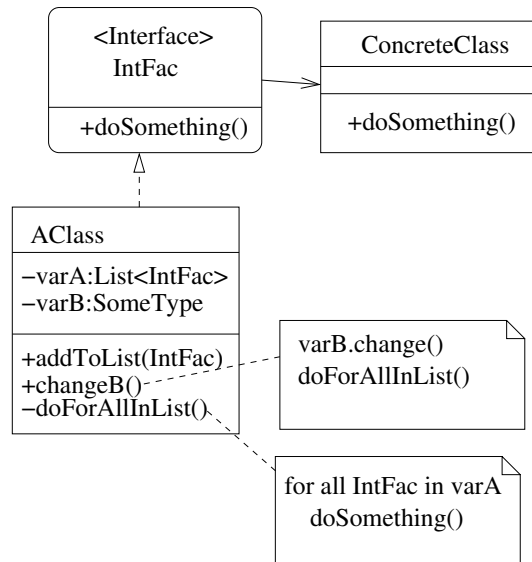 <Interface>
IntFac
+doSomething()
ConcreteClass
+doSomething()
AClass
−varA:List<IntFac>
−varB:SomeType
+addToList(IntFac)
+changeB()
−doForAllInList()
varB.change()
doForAllInList()
for all IntFac in varA
doSomething()